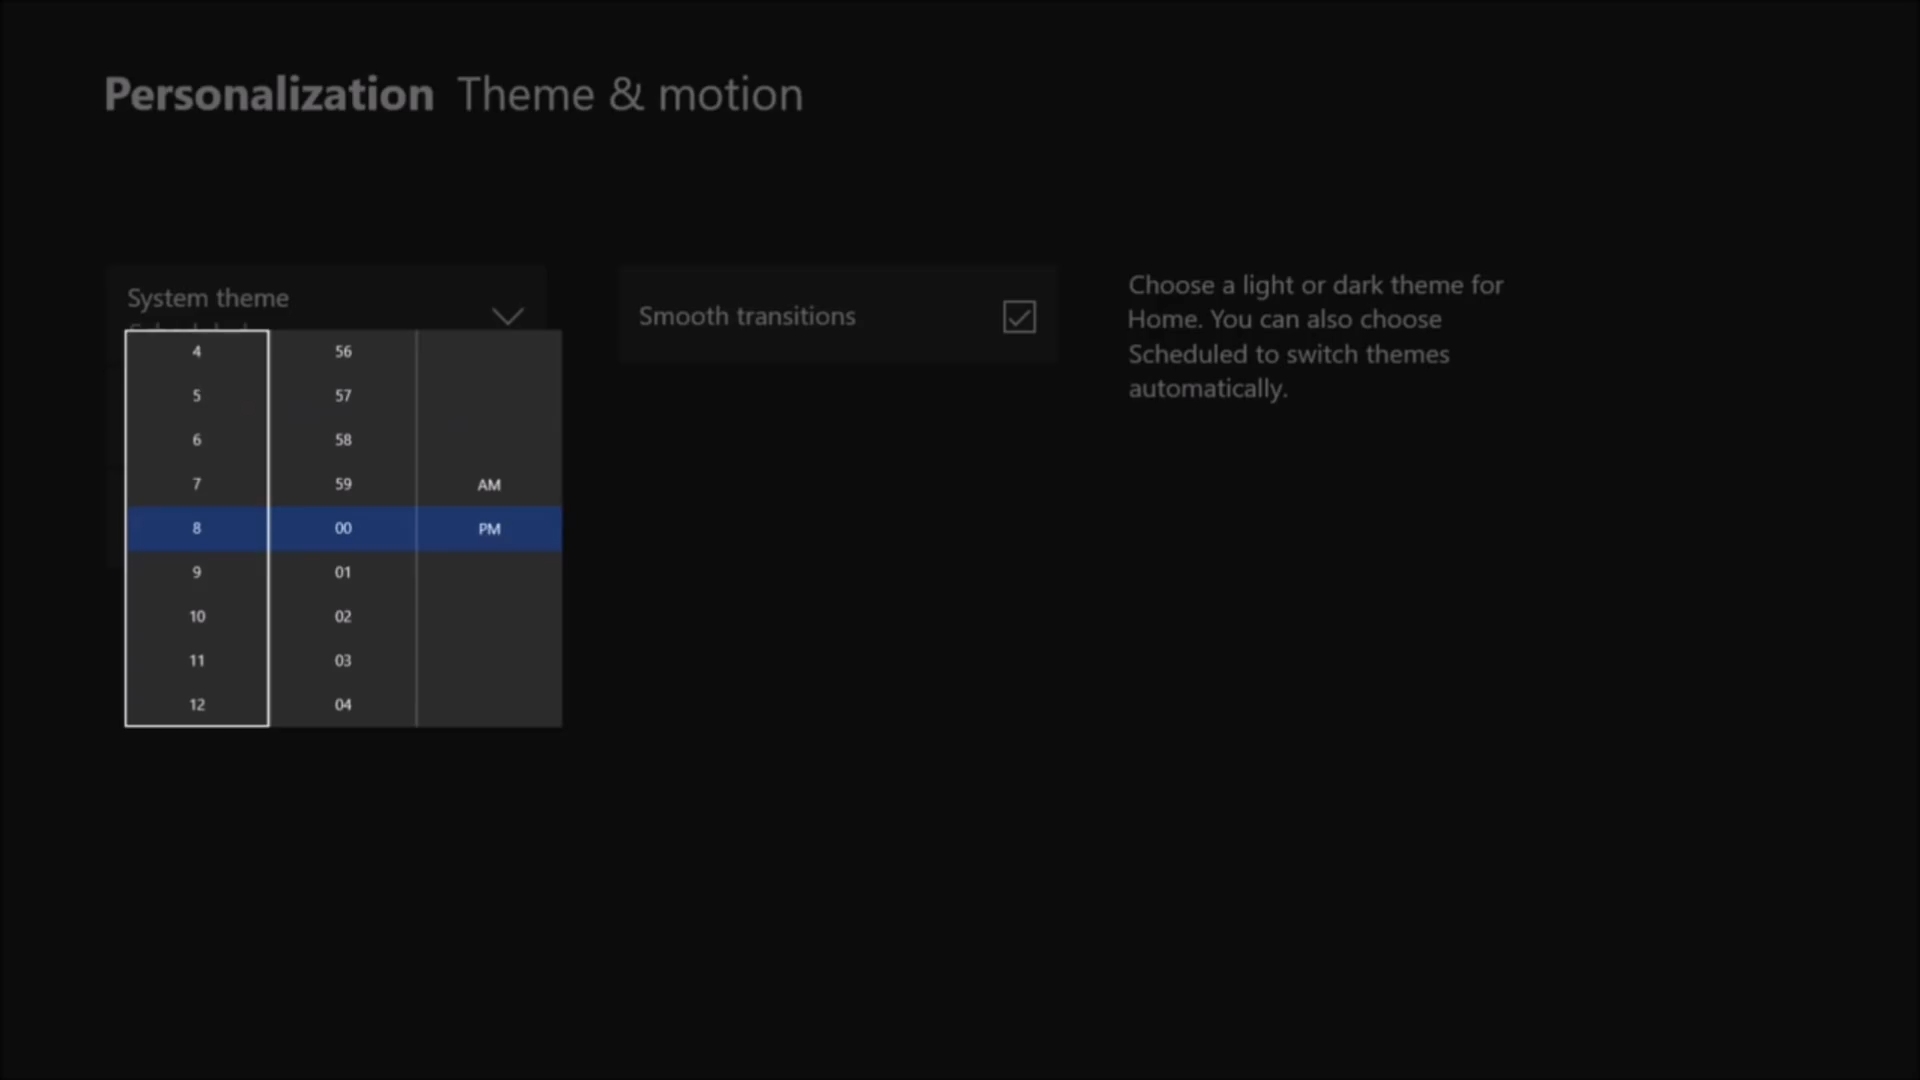 Personalization Theme & motion
System theme
Smooth transitions
Choose a light or dark theme for
Home. You can also choose
Scheduled to switch themes
automatically.
4 56
5 57
6 58
7 59 AM
8 00 PM
9 01
10 02
11 03
12 04